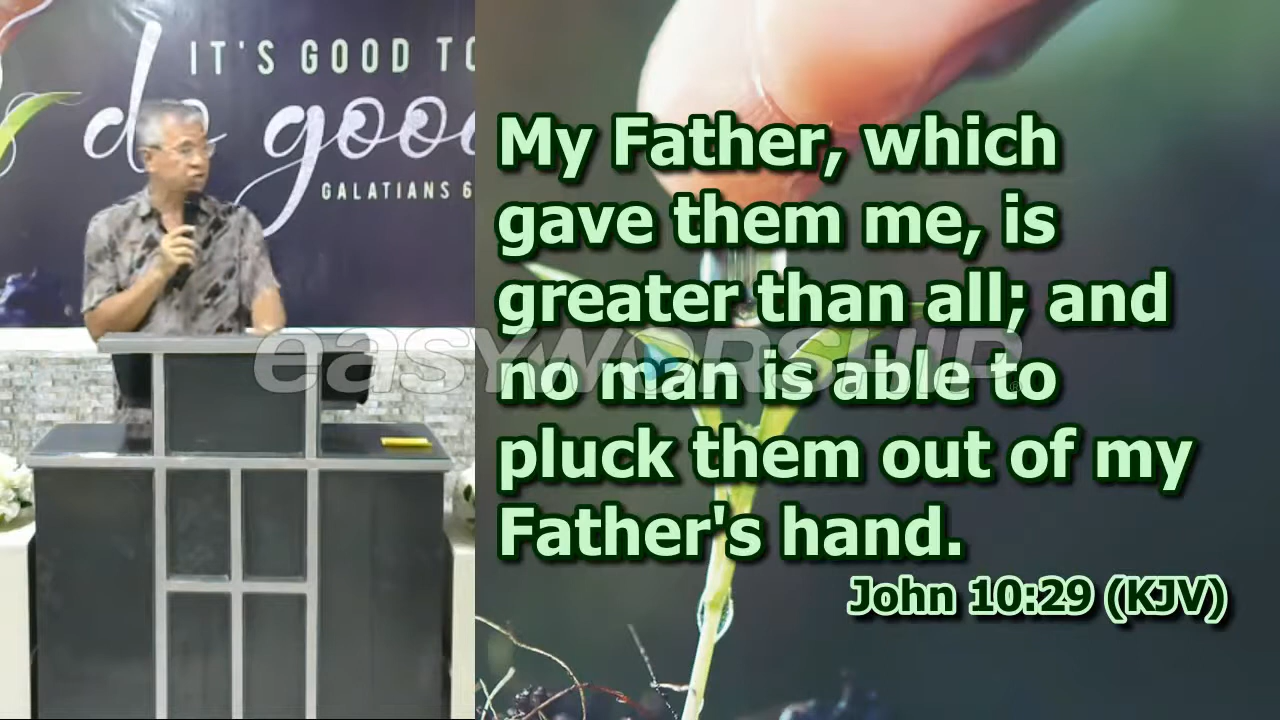 IT'S GOOD TO
do good
GALATIANS 6
My Father, which
gave them me, is
greater than all; and
no man is able to
pluck them out of my
Father's hand.
John 10:29 (KJV)
easyworship